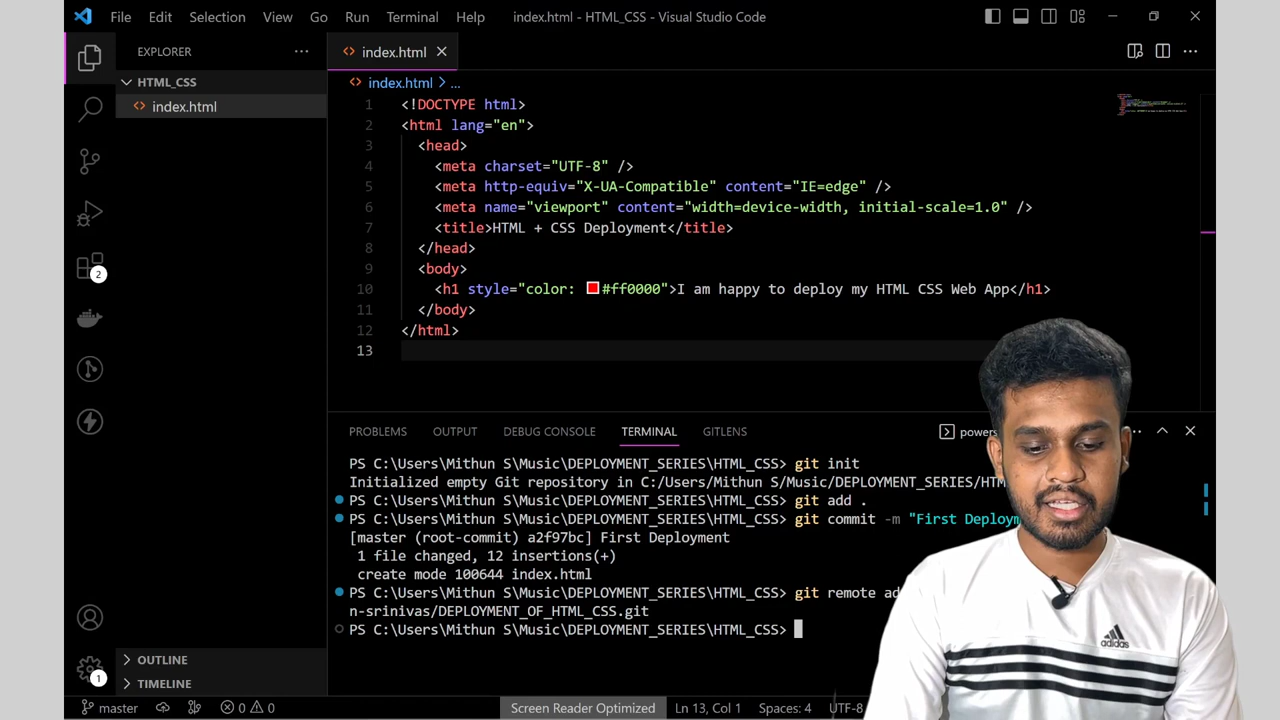 File Edit Selection View Go Run Terminal Help index.html - HTML_CSS - Visual Studio Code
EXPLORER
index.html
HTML_CSS
index.html
index.html > ...
1 <!DOCTYPE html>
2 <html lang="en">
3 <head>
4 <meta charset="UTF-8" />
5 <meta http-equiv="X-UA-Compatible" content="IE=edge" />
6 <meta name="viewport" content="width=device-width, initial-scale=1.0" />
7 <title>HTML + CSS Deployment</title>
8 </head>
9 <body>
10 <h1 style="color: #ff0000">I am happy to deploy my HTML CSS Web App</h1>
11 </body>
12 </html>
13
2
PROBLEMS OUTPUT DEBUG CONSOLE TERMINAL GITLENS
PS C:\Users\Mithun S\Music\DEPLOYMENT_SERIES\HTML_CSS> git init
Initialized empty Git repository in C:/Users/Mithun S/Music/DEPLOYMENT_SERIES/
PS C:\Users\Mithun S\Music\DEPLOYMENT_SERIES\HTML_CSS> git add .
PS C:\Users\Mithun S\Music\DEPLOYMENT_SERIES\HTML_CSS> git commit -m "First
[master (root-commit) a2f97bc] First Deployment
1 file changed, 12 insertions(+)
create mode 100644 index.html
PS C:\Users\Mithun S\Music\DEPLOYMENT_SERIES\HTML_CSS> git remote
n-srinivas/DEPLOYMENT_OF_HTML_CSS.git
PS C:\Users\Mithun S\Music\DEPLOYMENT_SERIES\HTML_CSS>
adidas
OUTLINE
1
TIMELINE
master 0 0 Screen Reader Optimized Ln 13, Col 1 Spaces: 4 UTF-8